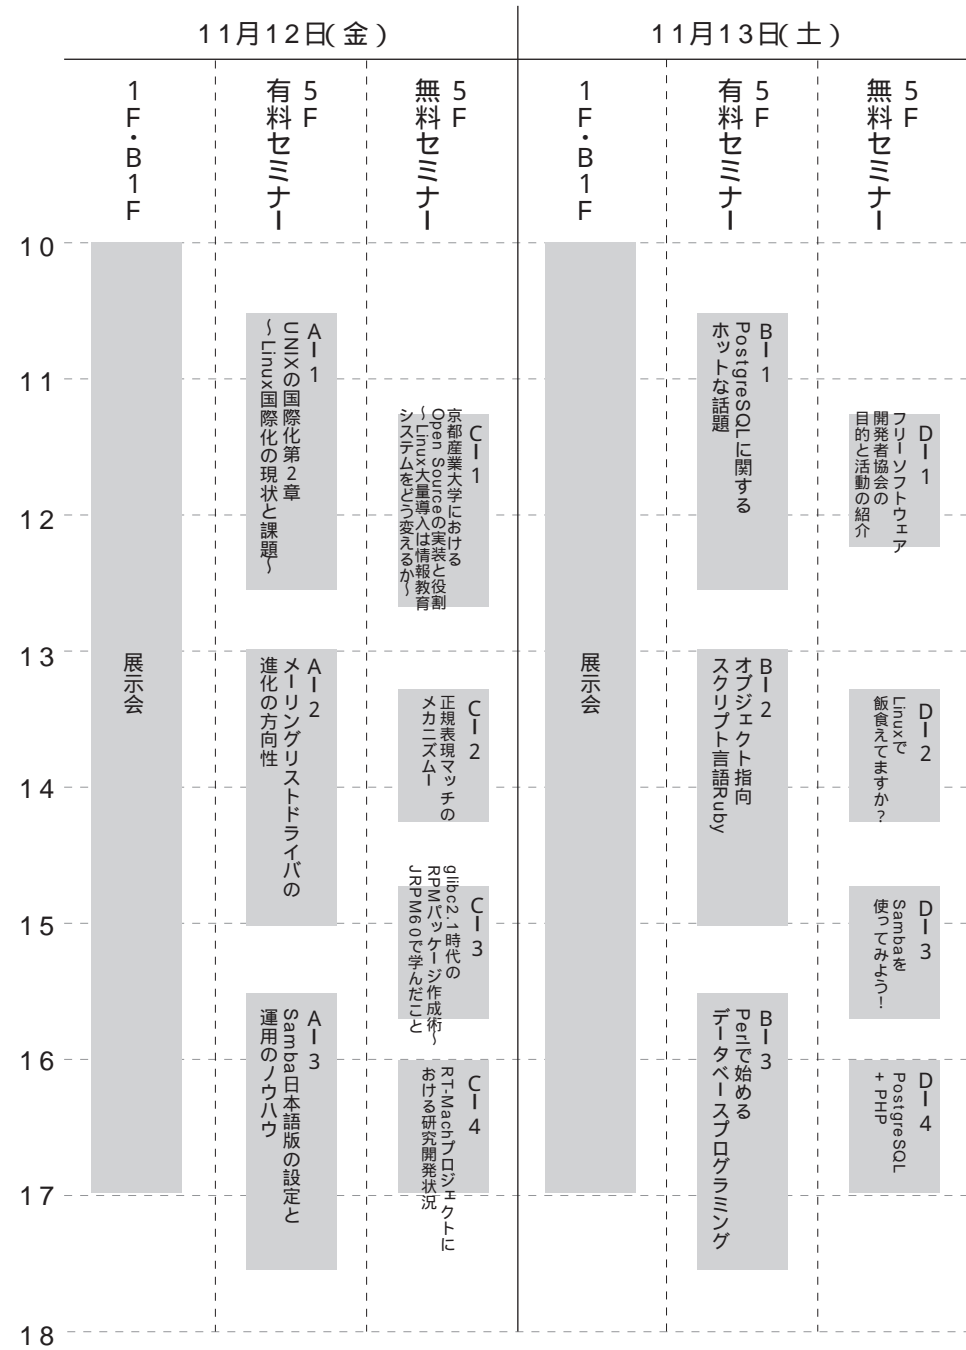 11月12日(金)
11月13日(土)
1F・B1F
5F
有料セミナー
5F
無料セミナー
1F・B1F
5F
有料セミナー
5F
無料セミナー
10
11
12
13
14
15
16
17
18
展示会
A-1
UNIXの国際化第2章
~Linux国際化の現状と課題~
A-2
メーリングリストドライバの
進化の方向性
A-3
Samba日本語版の設定と
運用のノウハウ
C-1
京都産業大学における
Open Sourceの実装と役割
~Linux大量導入は情報教育
システムをどう変えるか~
C-2
正規表現マッチの
メカニズムー
C-3
glibc2.1時代の
RPMパッケージ作成術~
JRPM60で学んだこと
C-4
RT-Machプロジェクトに
おける研究開発状況
展示会
B-1
PostgreSQLに関する
ホットな話題
B-2
オブジェクト指向
スクリプト言語Ruby
B-3
Perlで始める
データベースプログラミング
D-1
フリーソフトウェア
開発者協会の
目的と活動の紹介
D-2
Linuxで
飯食えてますか?
D-3
Sambaを
使ってみよう!
D-4
PostgreSQL
+PHP